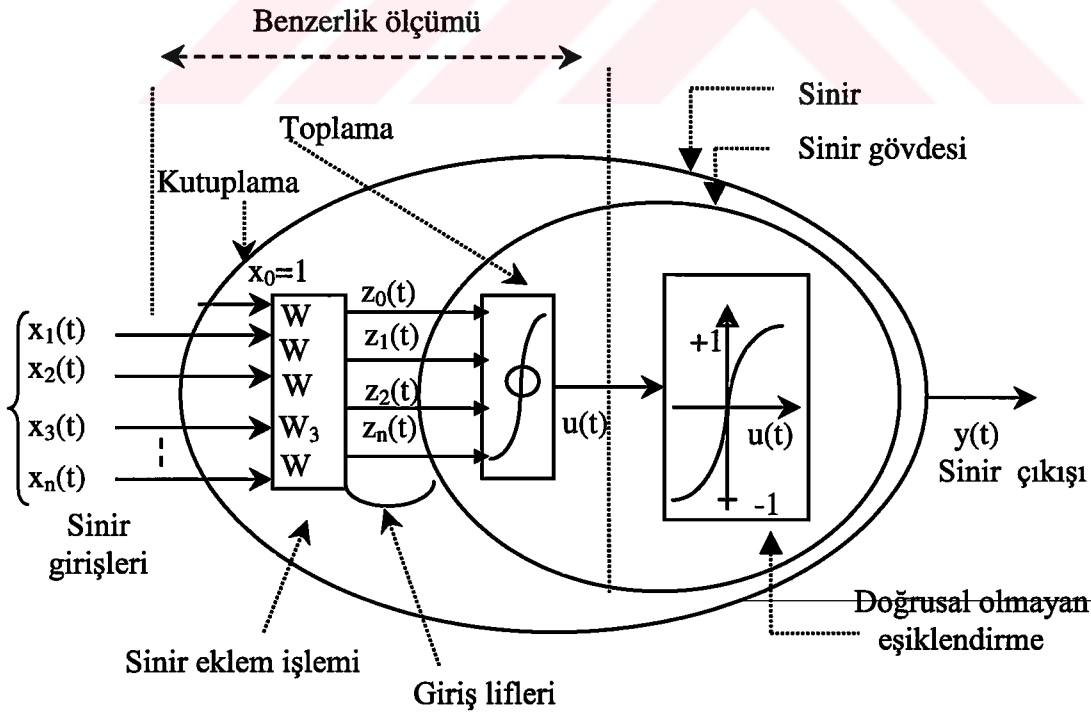 Benzerlik ölçümü
Sinir
Toplama
Sinir gövdesi
Kutuplama
x₀=1
z₀(t)
W
x₁(t)
z₁(t)
W
+1
x₂(t)
W
z₂(t)
x₃(t)
W₃
zₙ(t)
u(t)
u(t)
y(t)
xₙ(t)
W
Sinir çıkışı
-1
Sinir
girişleri
Doğrusal olmayan
eşiklendirme
Sinir eklem işlemi
Giriş lifleri